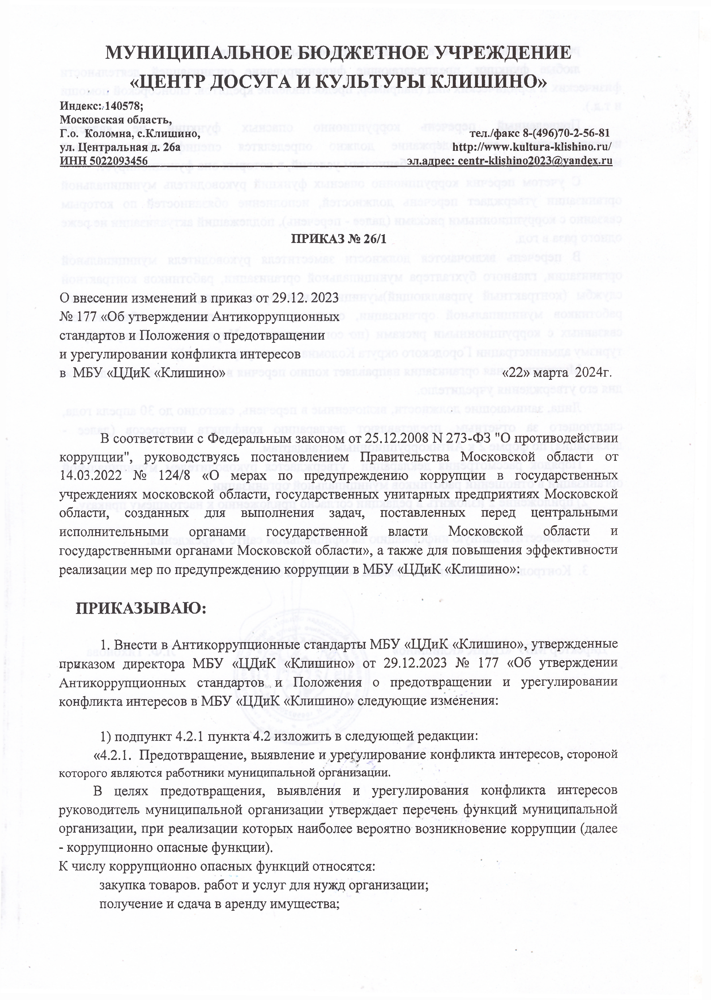 МУНИЦИПАЛЬНОЕ БЮДЖЕТНОЕ УЧРЕЖДЕНИЕ
«ЦЕНТР ДОСУГА И КУЛЬТУРЫ КЛИШИНО»
Индекс: 140578;
Московская область,
Г.о. Коломна, с.Клишино, тел./факс 8-(496)70-2-56-81
ул. Центральная д. 26а http://www.kultura-klishino.ru/
ИНН 5022093456 эл.адрес: centr-klishino2023@yandex.ru
ПРИКАЗ № 26/1
О внесении изменений в приказ от 29.12. 2023
№ 177 «Об утверждении Антикоррупционных
стандартов и Положения о предотвращении
и урегулировании конфликта интересов
в МБУ «ЦДиК «Клишино» «22» марта 2024г.
В соответствии с Федеральным законом от 25.12.2008 N 273-ФЗ "О противодействии
коррупции", руководствуясь постановлением Правительства Московской области от
14.03.2022 № 124/8 «О мерах по предупреждению коррупции в государственных
учреждениях московской области, государственных унитарных предприятиях Московской
области, созданных для выполнения задач, поставленных перед центральными
исполнительными органами государственной власти Московской области и
государственными органами Московской области», а также для повышения эффективности
реализации мер по предупреждению коррупции в МБУ «ЦДиК «Клишино»:
ПРИКАЗЫВАЮ:
1. Внести в Антикоррупционные стандарты МБУ «ЦДиК «Клишино», утвержденные
приказом директора МБУ «ЦДиК «Клишино» от 29.12.2023 № 177 «Об утверждении
Антикоррупционных стандартов и Положения о предотвращении и урегулировании
конфликта интересов в МБУ «ЦДиК «Клишино» следующие изменения:
1) подпункт 4.2.1 пункта 4.2 изложить в следующей редакции:
«4.2.1. Предотвращение, выявление и урегулирование конфликта интересов, стороной
которого являются работники муниципальной организации.
В целях предотвращения, выявления и урегулирования конфликта интересов
руководитель муниципальной организации утверждает перечень функций муниципальной
организации, при реализации которых наиболее вероятно возникновение коррупции (далее
- коррупционно опасные функции).
К числу коррупционно опасных функций относятся:
закупка товаров. работ и услуг для нужд организации;
получение и сдача в аренду имущества;